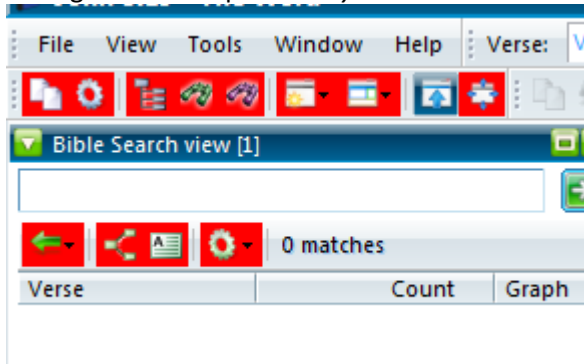 File View Tools Window Help Verse:
Bible Search view [1]
0 matches
Verse Count Graph